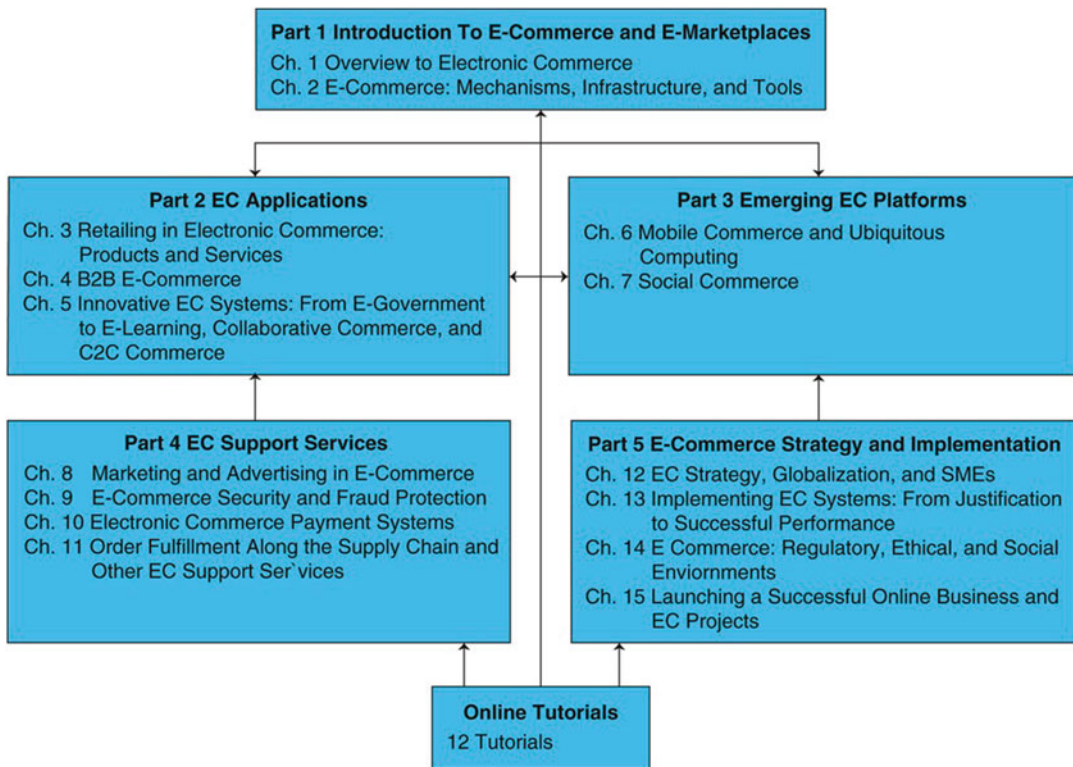 Part 1 Introduction To E-Commerce and E-Marketplaces
Ch. 1 Overview to Electronic Commerce
Ch. 2 E-Commerce: Mechanisms, Infrastructure, and Tools
Part 2 EC Applications
Ch. 3 Retailing in Electronic Commerce:
Products and Services
Ch. 4 B2B E-Commerce
Ch. 5 Innovative EC Systems: From E-Government
to E-Learning, Collaborative Commerce, and
C2C Commerce
Part 3 Emerging EC Platforms
Ch. 6 Mobile Commerce and Ubiquitous
Computing
Ch. 7 Social Commerce
Part 4 EC Support Services
Ch. 8 Marketing and Advertising in E-Commerce
Ch. 9 E-Commerce Security and Fraud Protection
Ch. 10 Electronic Commerce Payment Systems
Ch. 11 Order Fulfillment Along the Supply Chain and
Other EC Support Ser`vices
Part 5 E-Commerce Strategy and Implementation
Ch. 12 EC Strategy, Globalization, and SMEs
Ch. 13 Implementing EC Systems: From Justification
to Successful Performance
Ch. 14 E Commerce: Regulatory, Ethical, and Social
Enviornments
Ch. 15 Launching a Successful Online Business and
EC Projects
Online Tutorials
12 Tutorials